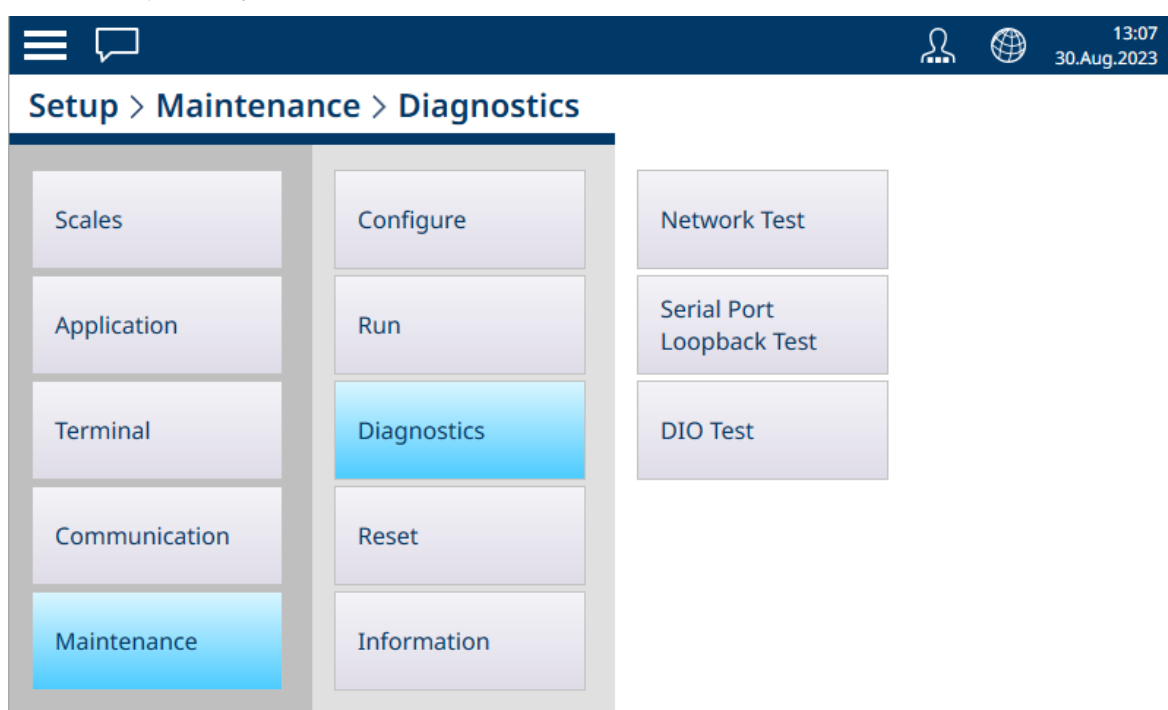 13:07
30.Aug.2023
Setup > Maintenance > Diagnostics
Scales
Application
Terminal
Communication
Maintenance
Configure
Run
Diagnostics
Reset
Information
Network Test
Serial Port
Loopback Test
DIO Test